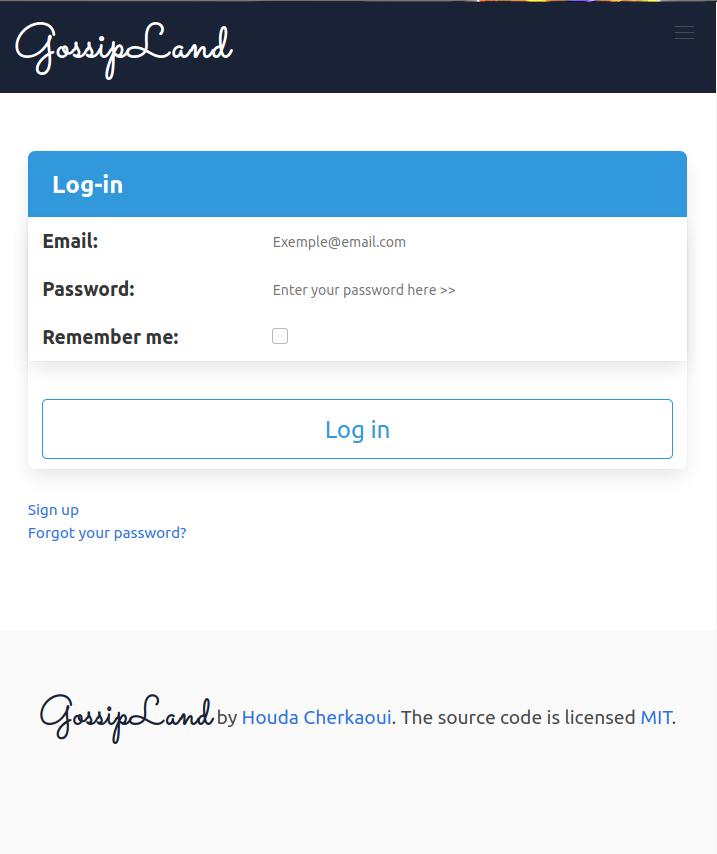 GossipLand
Log-in
Email: Exemple@email.com
Password: Enter your password here >>
Remember me:
Log in
Sign up
Forgot your password?
GossipLand by Houda Cherkaoui. The source code is licensed MIT.